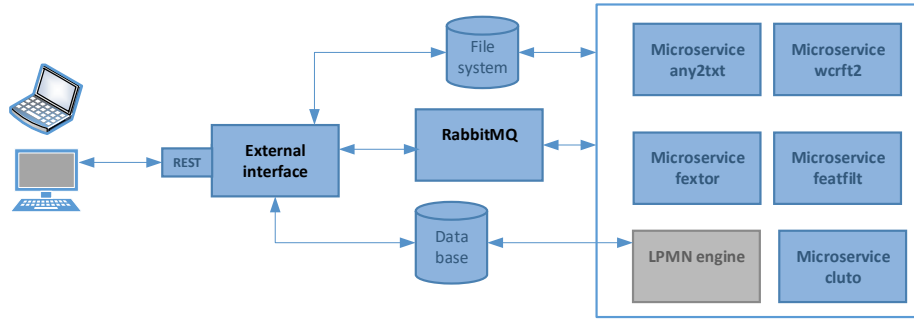 File
system
Microservice
any2txt
Microservice
wcrft2
REST
External
interface
RabbitMQ
Microservice
fextor
Microservice
featfilt
Data
base
LPMN engine
Microservice
cluto